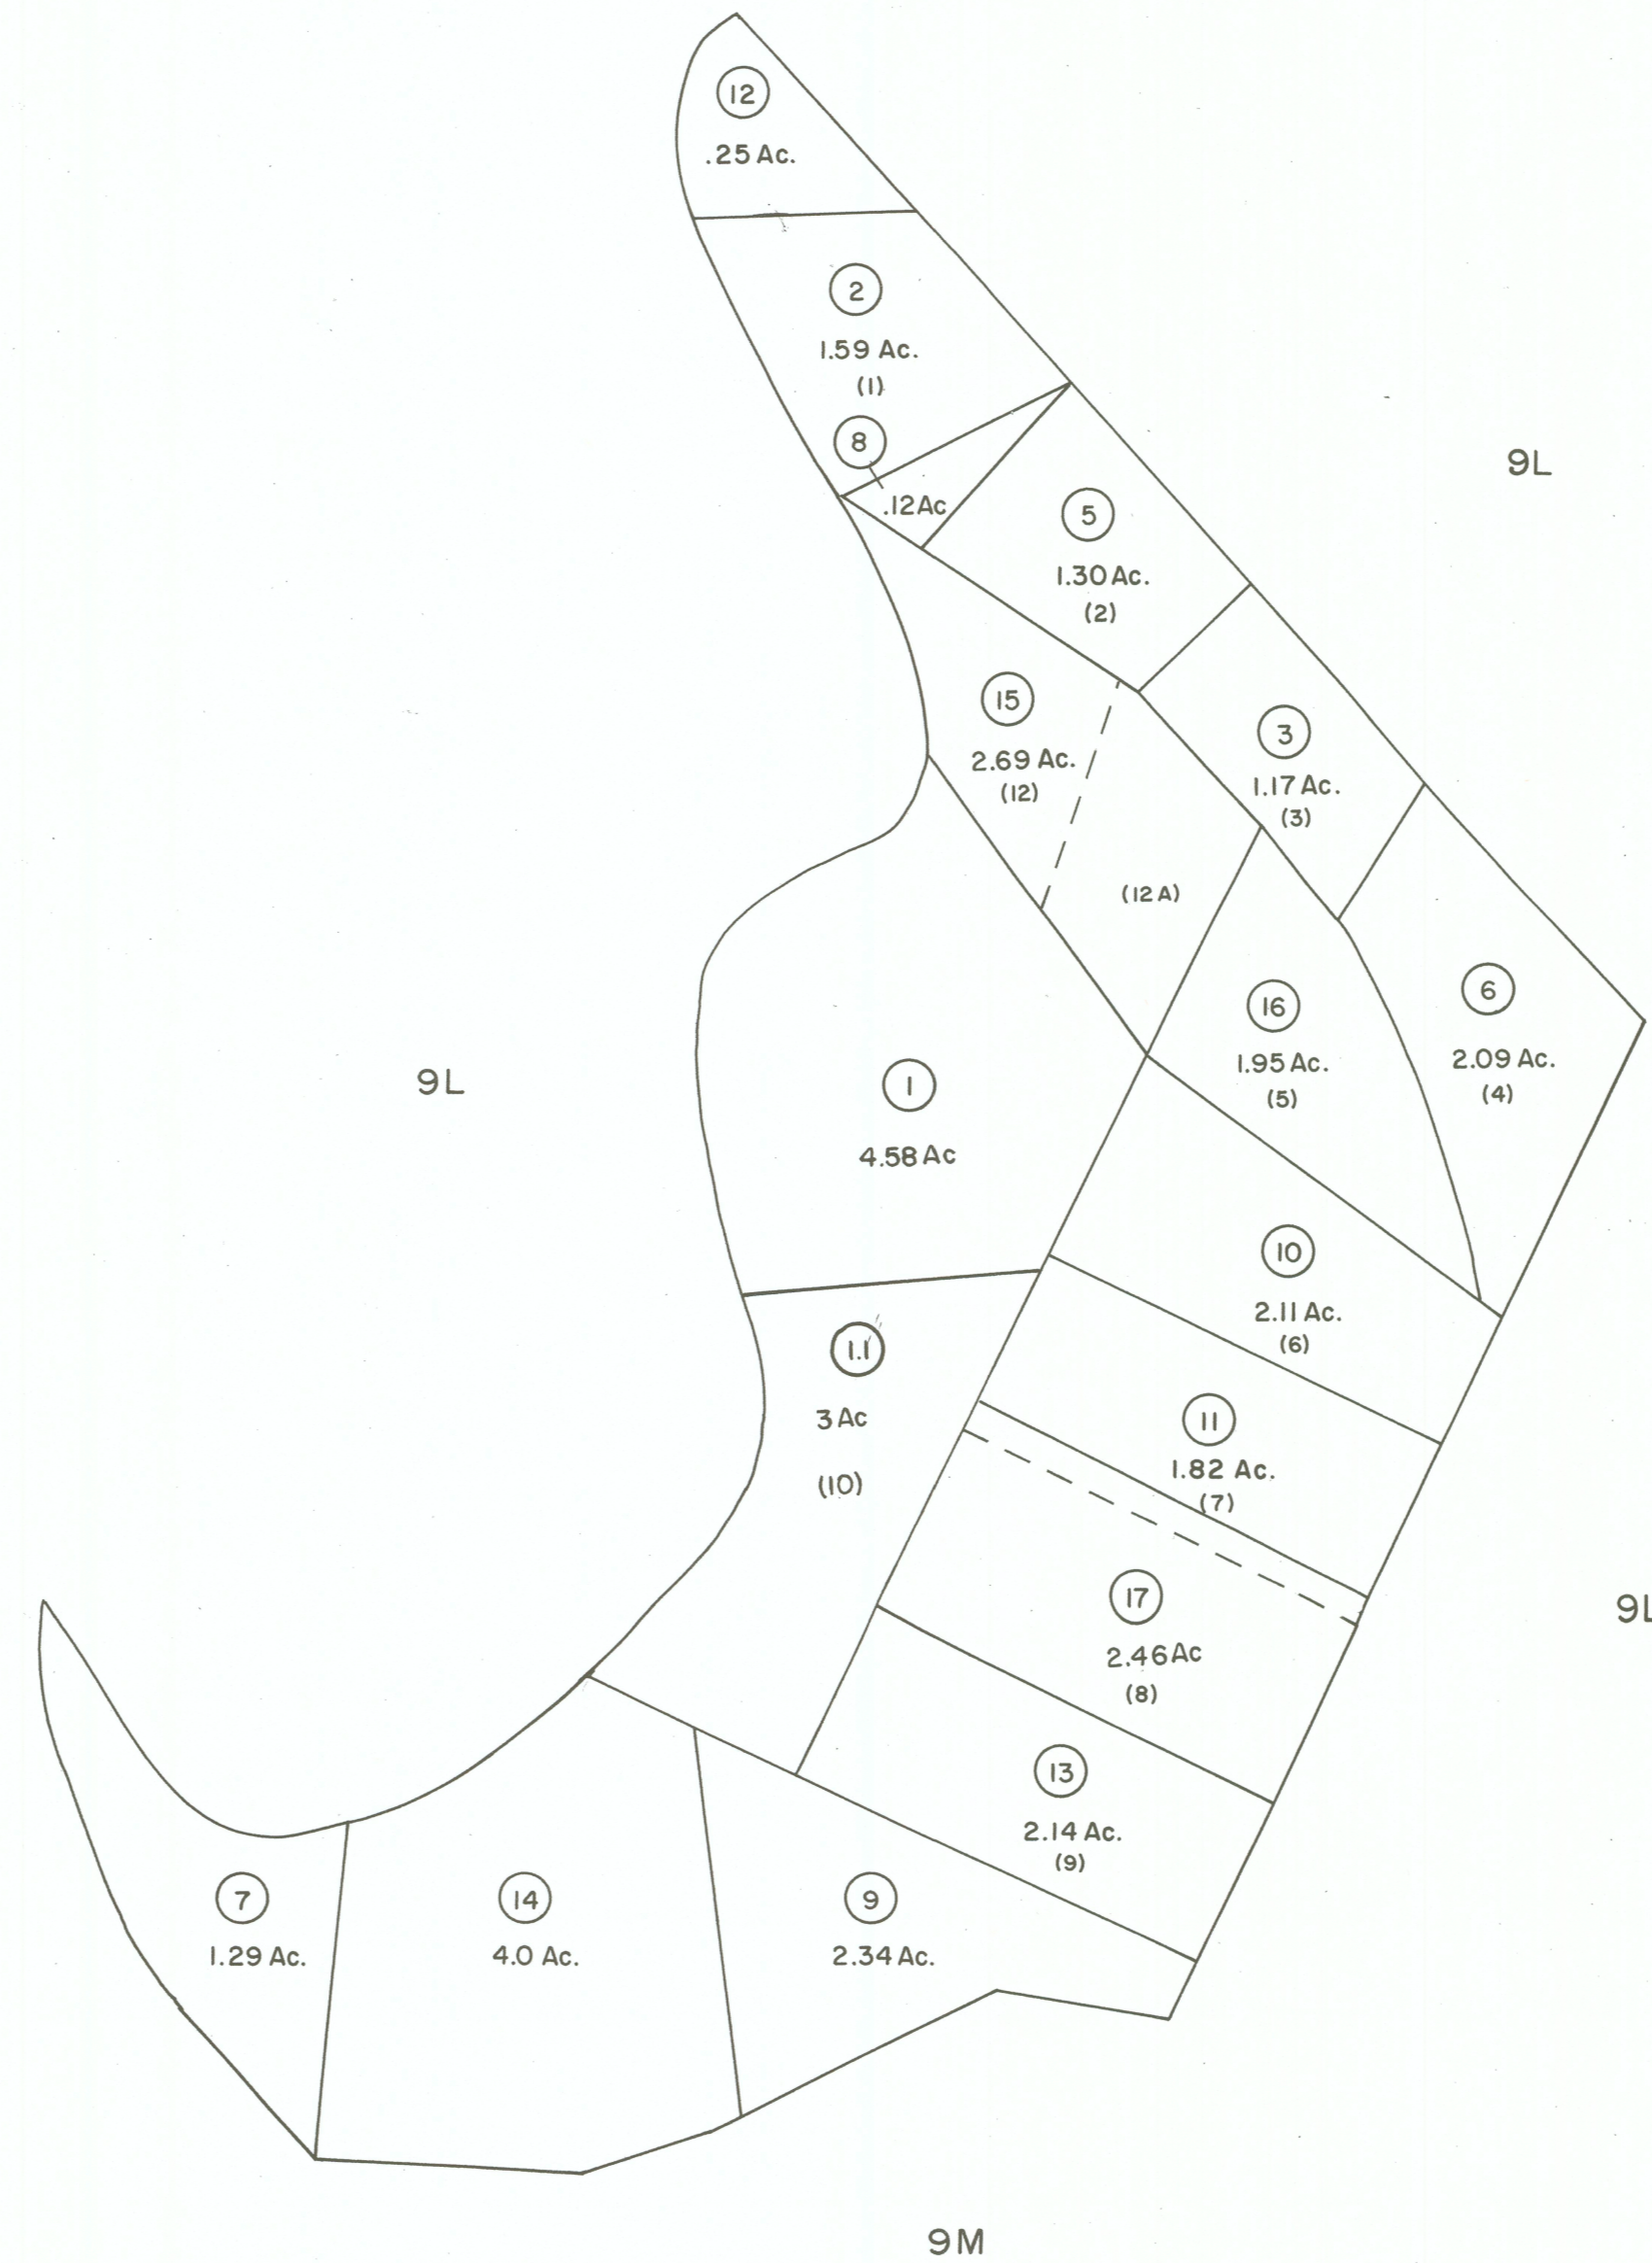 12
.25 Ac.
2
1.59 Ac.
(1)
8
.12Ac
9L
5
1.30 Ac.
(2)
15
2.69 Ac.
(12)
3
1.17 Ac.
(3)
(12A)
16
1.95 Ac.
(5)
6
2.09 Ac.
(4)
9L
1
4.58 Ac
10
2.11 Ac.
(6)
1.1
3 Ac
(10)
11
1.82 Ac.
(7)
17
2.46 Ac
(8)
9L
13
2.14 Ac.
(9)
7
1.29 Ac.
14
4.0 Ac.
9
2.34 Ac.
9M